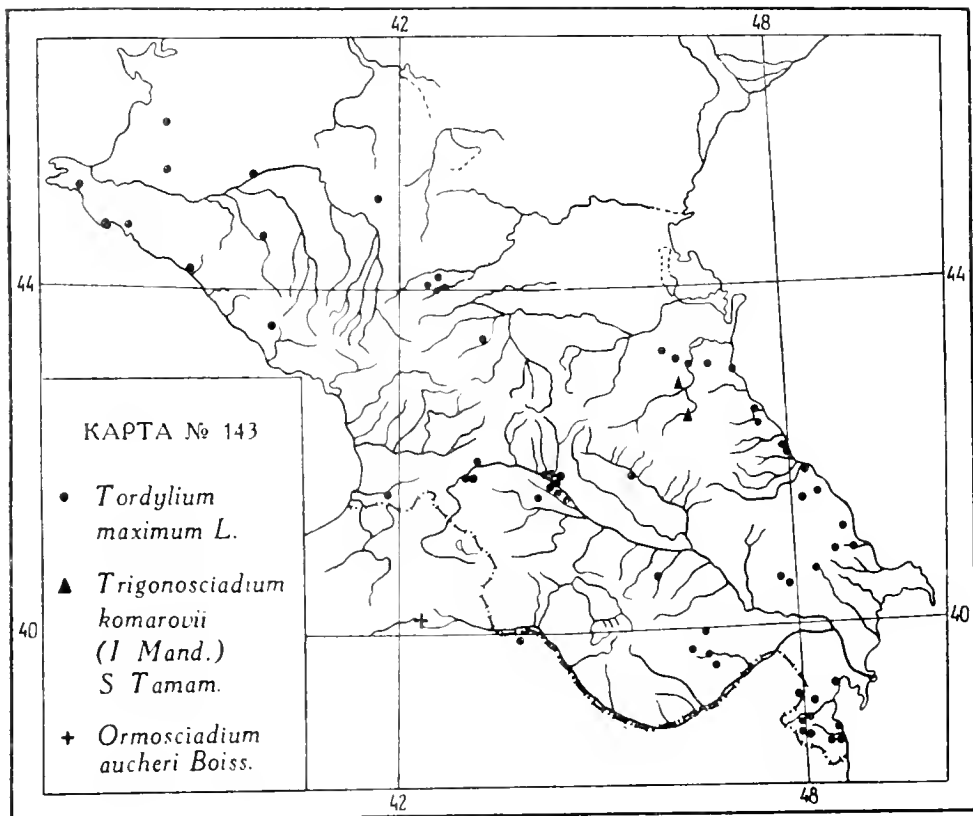 42
48
44
44
КАРТА № 143
● Tordylium
maximum L.
▲ Trigonosciadium
komarovii
(I Mand.)
S Tamam.
+ Ormosciadium
aucheri Boiss.
40
40
42
48